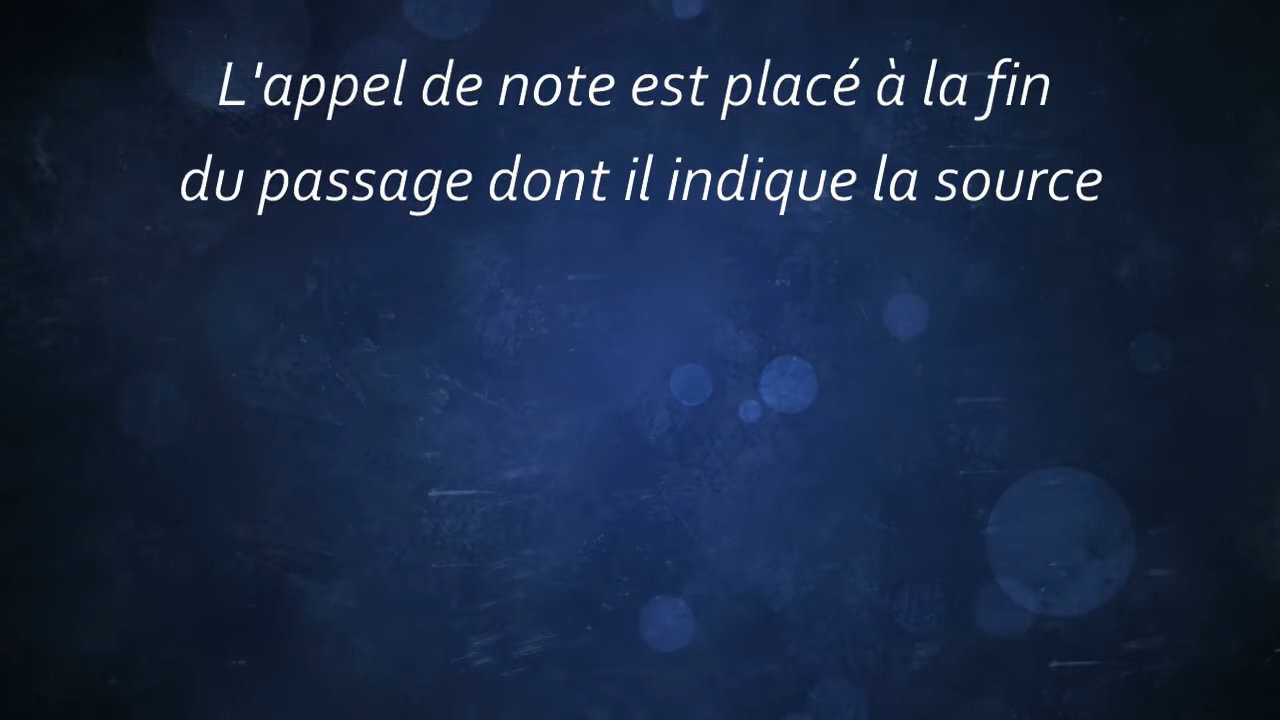 L'appel de note est placé à la fin
du passage dont il indique la source